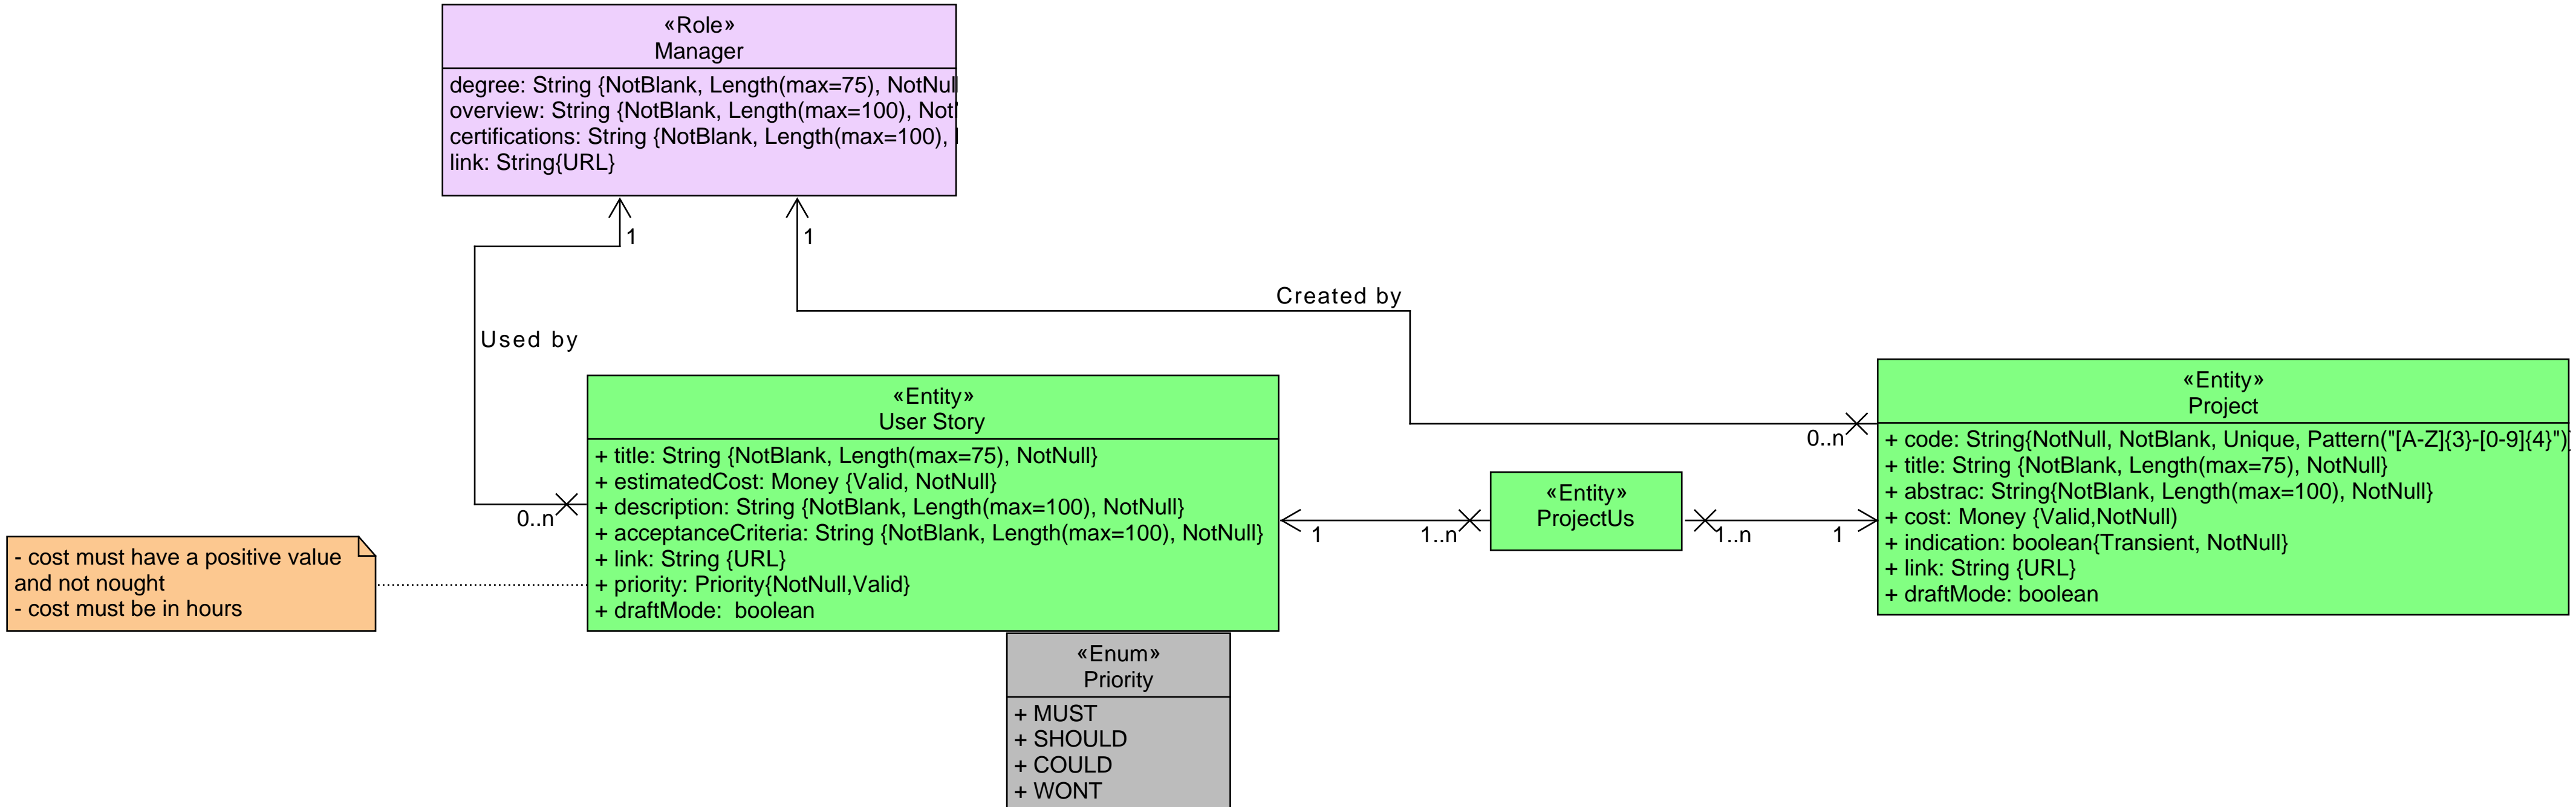 «Role»
Manager
degree: String {NotBlank, Length(max=75), NotNull
overview: String {NotBlank, Length(max=100), Not
certifications: String {NotBlank, Length(max=100),
link: String{URL}
1
1
Created by
Used by
«Entity»
User Story
+ title: String {NotBlank, Length(max=75), NotNull}
+ estimatedCost: Money {Valid, NotNull}
+ description: String {NotBlank, Length(max=100), NotNull}
+ acceptanceCriteria: String {NotBlank, Length(max=100), NotNull}
+ link: String {URL}
+ priority: Priority{NotNull,Valid}
+ draftMode:  boolean
0..n
«Entity»
Project
+ code: String{NotNull, NotBlank, Unique, Pattern("[A-Z]{3}-[0-9]{4}")
+ title: String {NotBlank, Length(max=75), NotNull}
+ abstrac: String{NotBlank, Length(max=100), NotNull}
+ cost: Money {Valid,NotNull)
+ indication: boolean{Transient, NotNull}
+ link: String {URL}
+ draftMode: boolean
0..n
«Entity»
ProjectUs
1
1..n
1..n
1
- cost must have a positive value
and not nought
- cost must be in hours
«Enum»
Priority
+ MUST
+ SHOULD
+ COULD
+ WONT